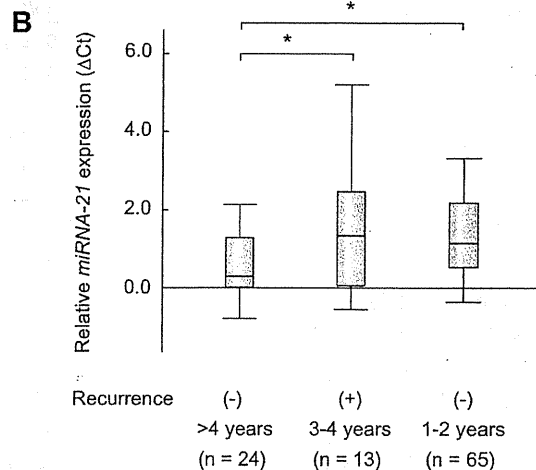 B
*
*
6.0
4.0
2.0
0.0
Relative miRNA-21 expression (ΔCt)
Recurrence (-) (+) (-)
>4 years 3-4 years 1-2 years
(n = 24) (n = 13) (n = 65)